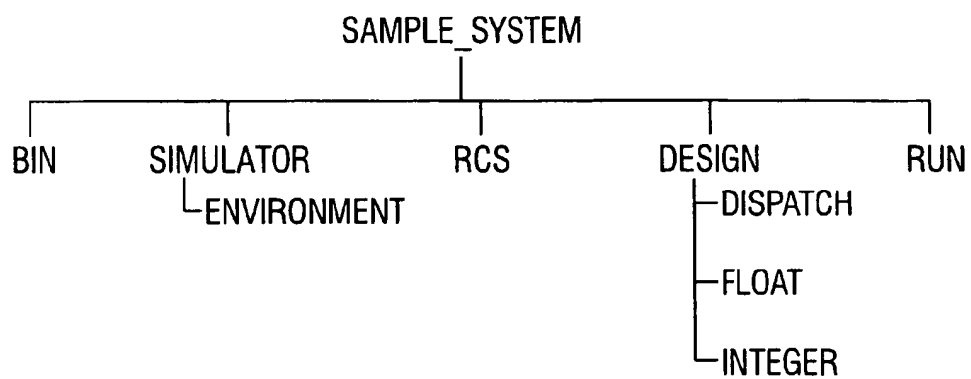 SAMPLE_SYSTEM
BIN SIMULATOR RCS DESIGN RUN
ENVIRONMENT DISPATCH
FLOAT
INTEGER